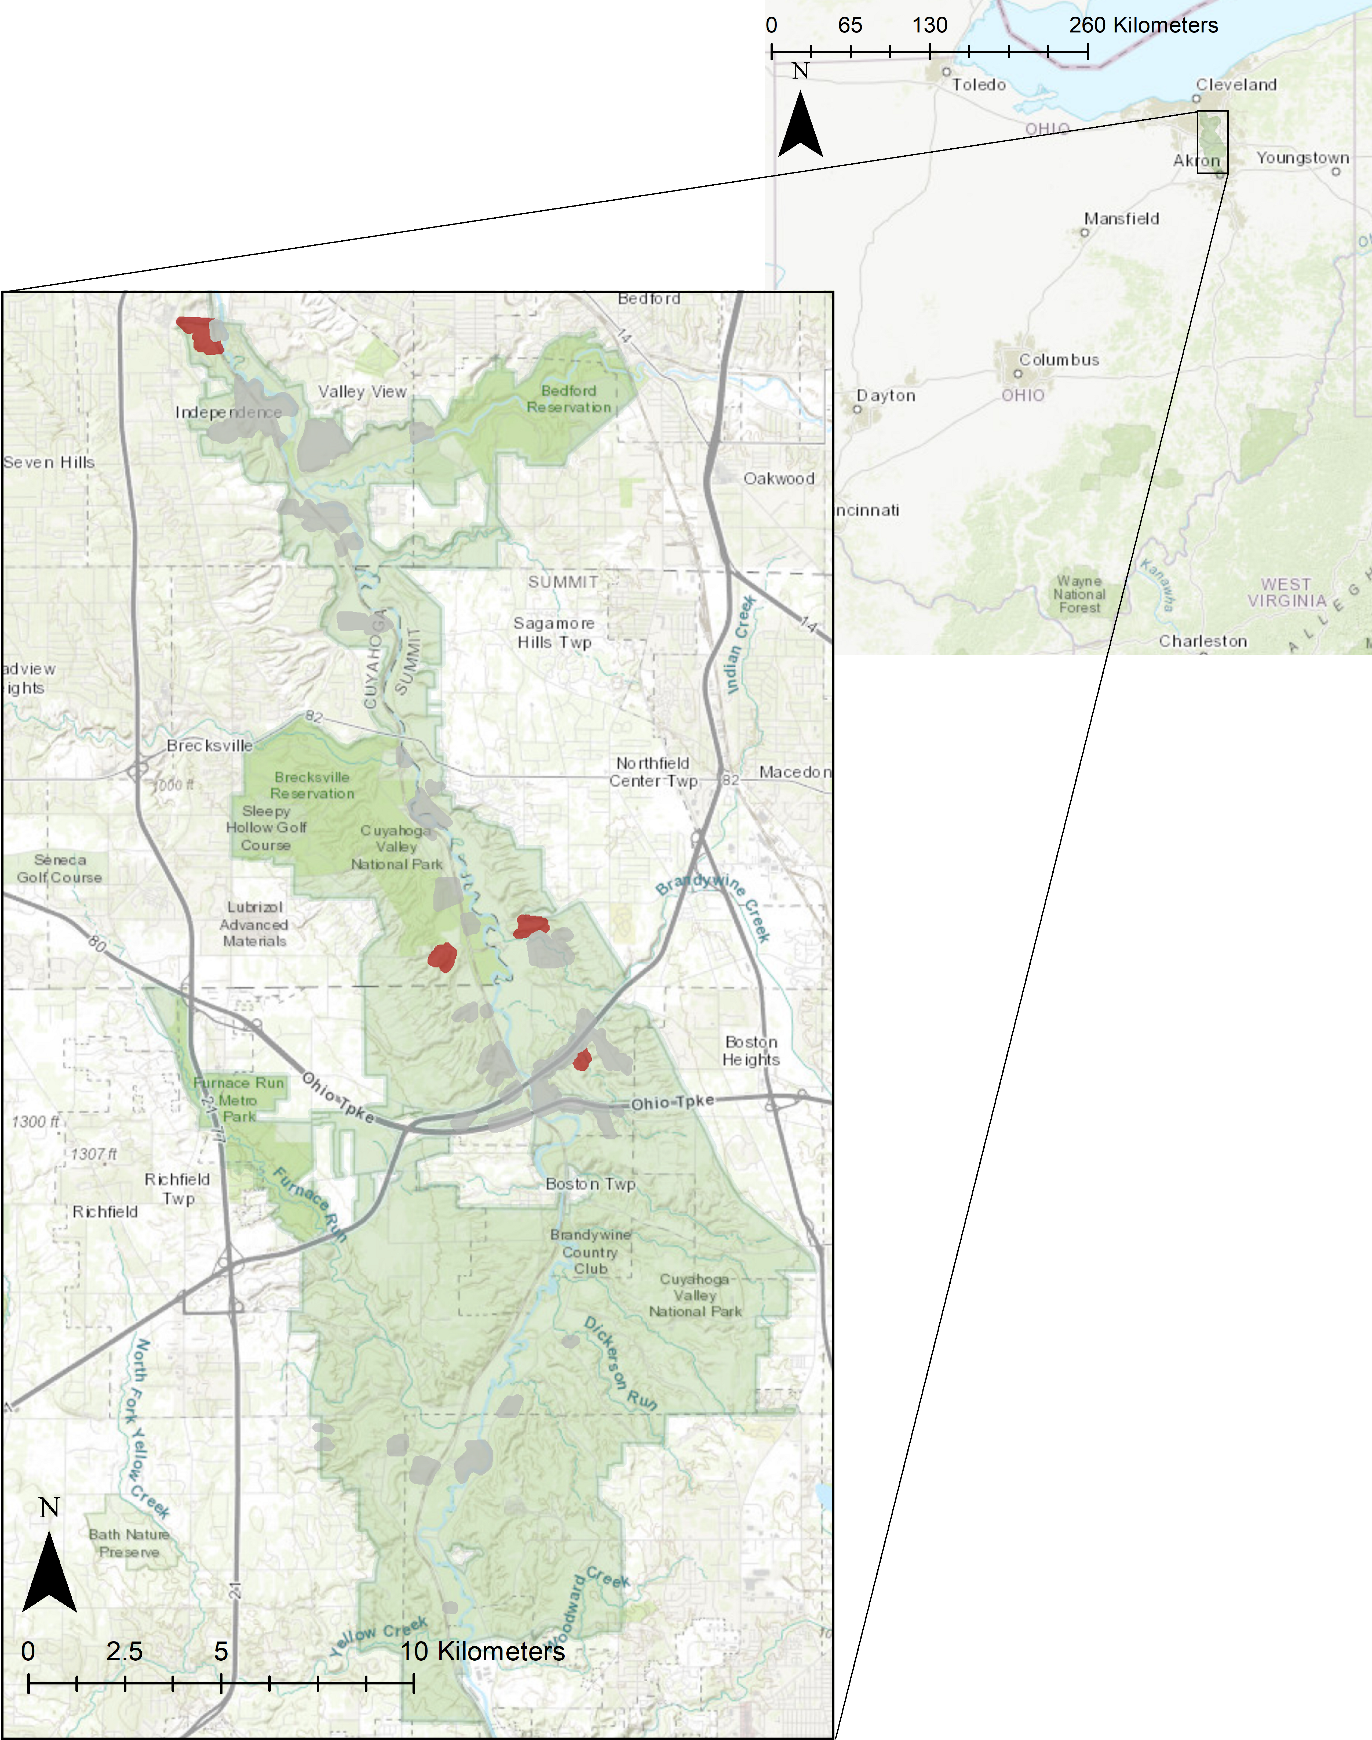 0 65 130 260 Kilometers
N
Toledo
Cleveland
OHIO
Akron
Youngstown
Mansfield
Columbus
OHIO
Dayton
ncinnati
Wayne
National
Forest
Kanawha
WEST
VIRGINIA
Charleston
Bedford
14
Valley View
Bedford
Reservation
Independence
Seven Hills
Oakwood
SUMMIT
Sagamore
Hills Twp
Indian Creek
14
CUYAHOGA
SUMMIT
adview
ights
82
Brecksville
Northfield
Center Twp
82
Macedon
1000 ft
Brecksville
Reservation
Sleepy
Hollow Golf
Course
Cuyahoga
Valley
National Park
Seneca
Golf Course
Brandywine Creek
Lubrizol
Advanced
Materials
80
Boston
Heights
Furnace Run
Metro
Park
Ohio Tpke
Ohio Tpke
21
77
1300 ft
1307 ft
Richfield
Twp
Richfield
Furnace Run
Boston Twp
Brandywine
Country
Club
Cuyahoga
Valley
National Park
Dickerson Run
North Fork Yellow Creek
N
Bath Nature
Preserve
21
Woodward Creek
Yellow Creek
0 2.5 5 10 Kilometers